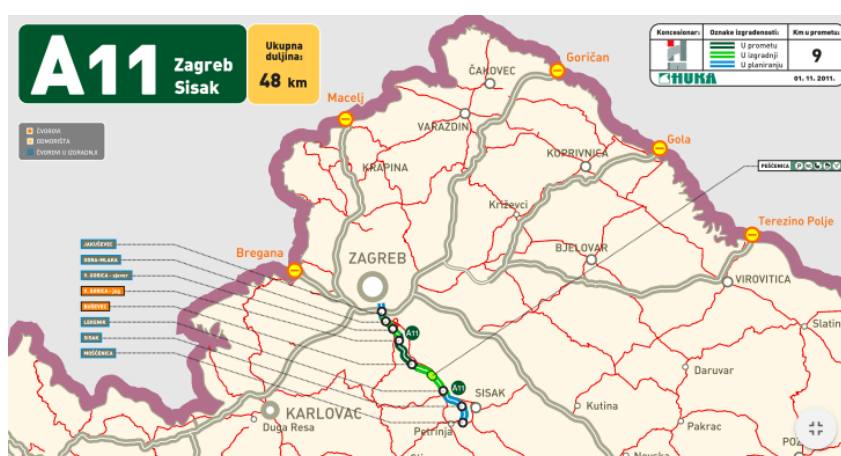 A11 Zagreb
Sisak
Ukupna
duljina:
48 km
ČVOROVI
ODMORIŠTA
ČVOROVI U IZGRADNJI
Koncesionar:
Oznake izgrađenosti:
U prometu
U izgradnji
U planiranju
Km u prometu:
9
HUKA
01. 11. 2011.
Goričan
ČAKOVEC
Macelj
VARAŽDIN
Gola
KOPRIVNICA
KRAPINA
PEŠČENICA
Križevci
Terezino Polje
BJELOVAR
Bregana
ZAGREB
VIROVITICA
JAKUŠEVEC
ODRA-MLAKA
V. GORICA - sjever
V. GORICA - jug
BUŠEVEC
LEKENIK
SISAK
MOŠĆENICA
A11
A11
Slatin
Daruvar
SISAK
Kutina
KARLOVAC
Duga Resa
Petrinja
Pakrac
Novska